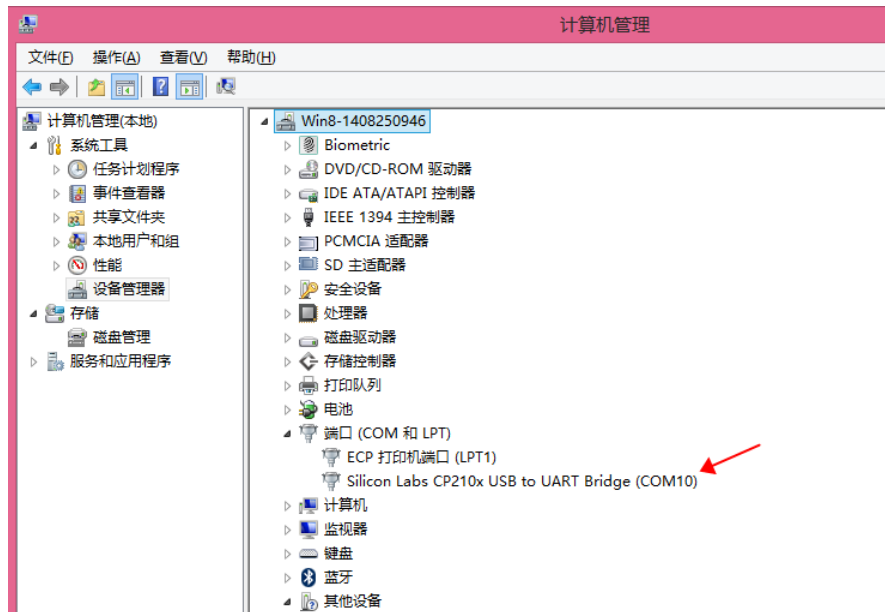 计算机管理
文件(F) 操作(A) 查看(V) 帮助(H)
计算机管理(本地)
系统工具
任务计划程序
事件查看器
共享文件夹
本地用户和组
性能
设备管理器
存储
磁盘管理
服务和应用程序
Win8-1408250946
Biometric
DVD/CD-ROM 驱动器
IDE ATA/ATAPI 控制器
IEEE 1394 主控制器
PCMCIA 适配器
SD 主适配器
安全设备
处理器
磁盘驱动器
存储控制器
打印队列
电池
端口 (COM 和 LPT)
ECP 打印机端口 (LPT1)
Silicon Labs CP210x USB to UART Bridge (COM10)
计算机
监视器
键盘
蓝牙
其他设备